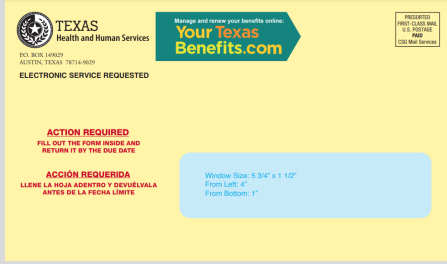 TEXAS
Health and Human Services
P.O. BOX 149029
AUSTIN, TEXAS 78714-9029
ELECTRONIC SERVICE REQUESTED
Manage and renew your benefits online:
Your Texas
Benefits.com
PRESORTED
FIRST-CLASS MAIL
U.S. POSTAGE
PAID
CSG Mail Services
ACTION REQUIRED
FILL OUT THE FORM INSIDE AND
RETURN IT BY THE DUE DATE
ACCIÓN REQUERIDA
LLENE LA HOJA ADENTRO Y DEVUÉLVALA
ANTES DE LA FECHA LÍMITE
Window Size: 5 3/4" x 1 1/2"
From Left: 4"
From Bottom: 1"